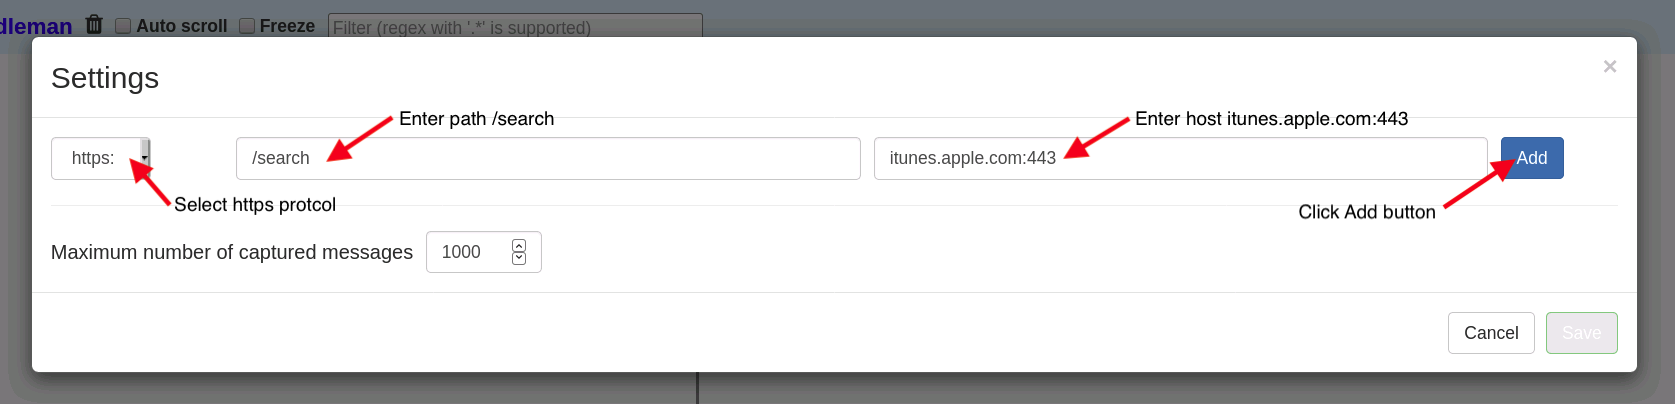 dleman Auto scroll Freeze Filter (regex with '.*' is supported)
Settings ×
Enter path /search Enter host itunes.apple.com:443
https: /search itunes.apple.com:443 Add
Select https protcol Click Add button
Maximum number of captured messages 1000
Cancel Save